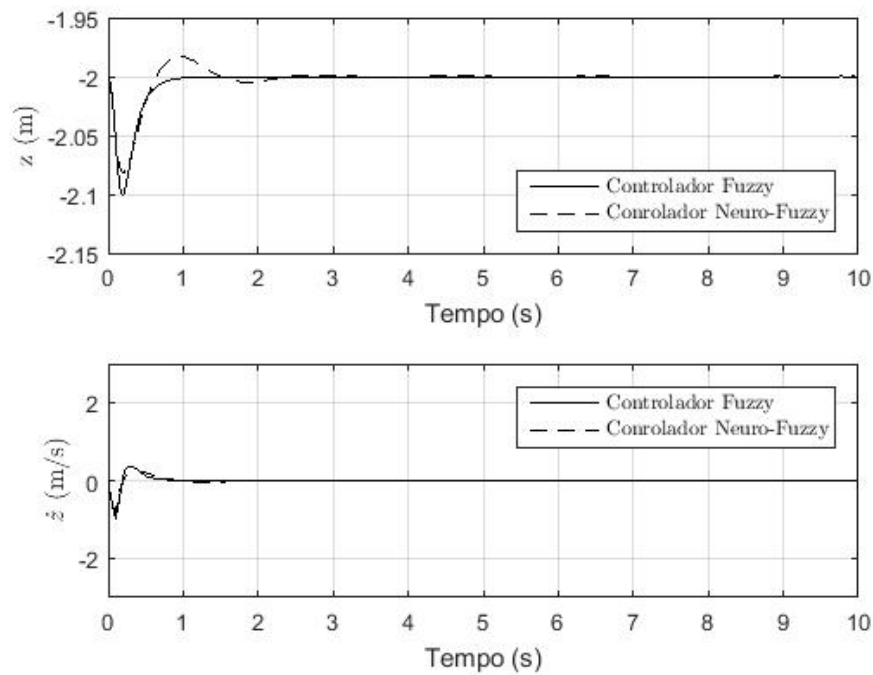 -1.95
-2
-2.05
-2.1
-2.15
z (m)
Controlador Fuzzy
Conrolador Neuro-Fuzzy
0 1 2 3 4 5 6 7 8 9 10
Tempo (s)
2
0
-2
ż (m/s)
Controlador Fuzzy
Conrolador Neuro-Fuzzy
0 1 2 3 4 5 6 7 8 9 10
Tempo (s)